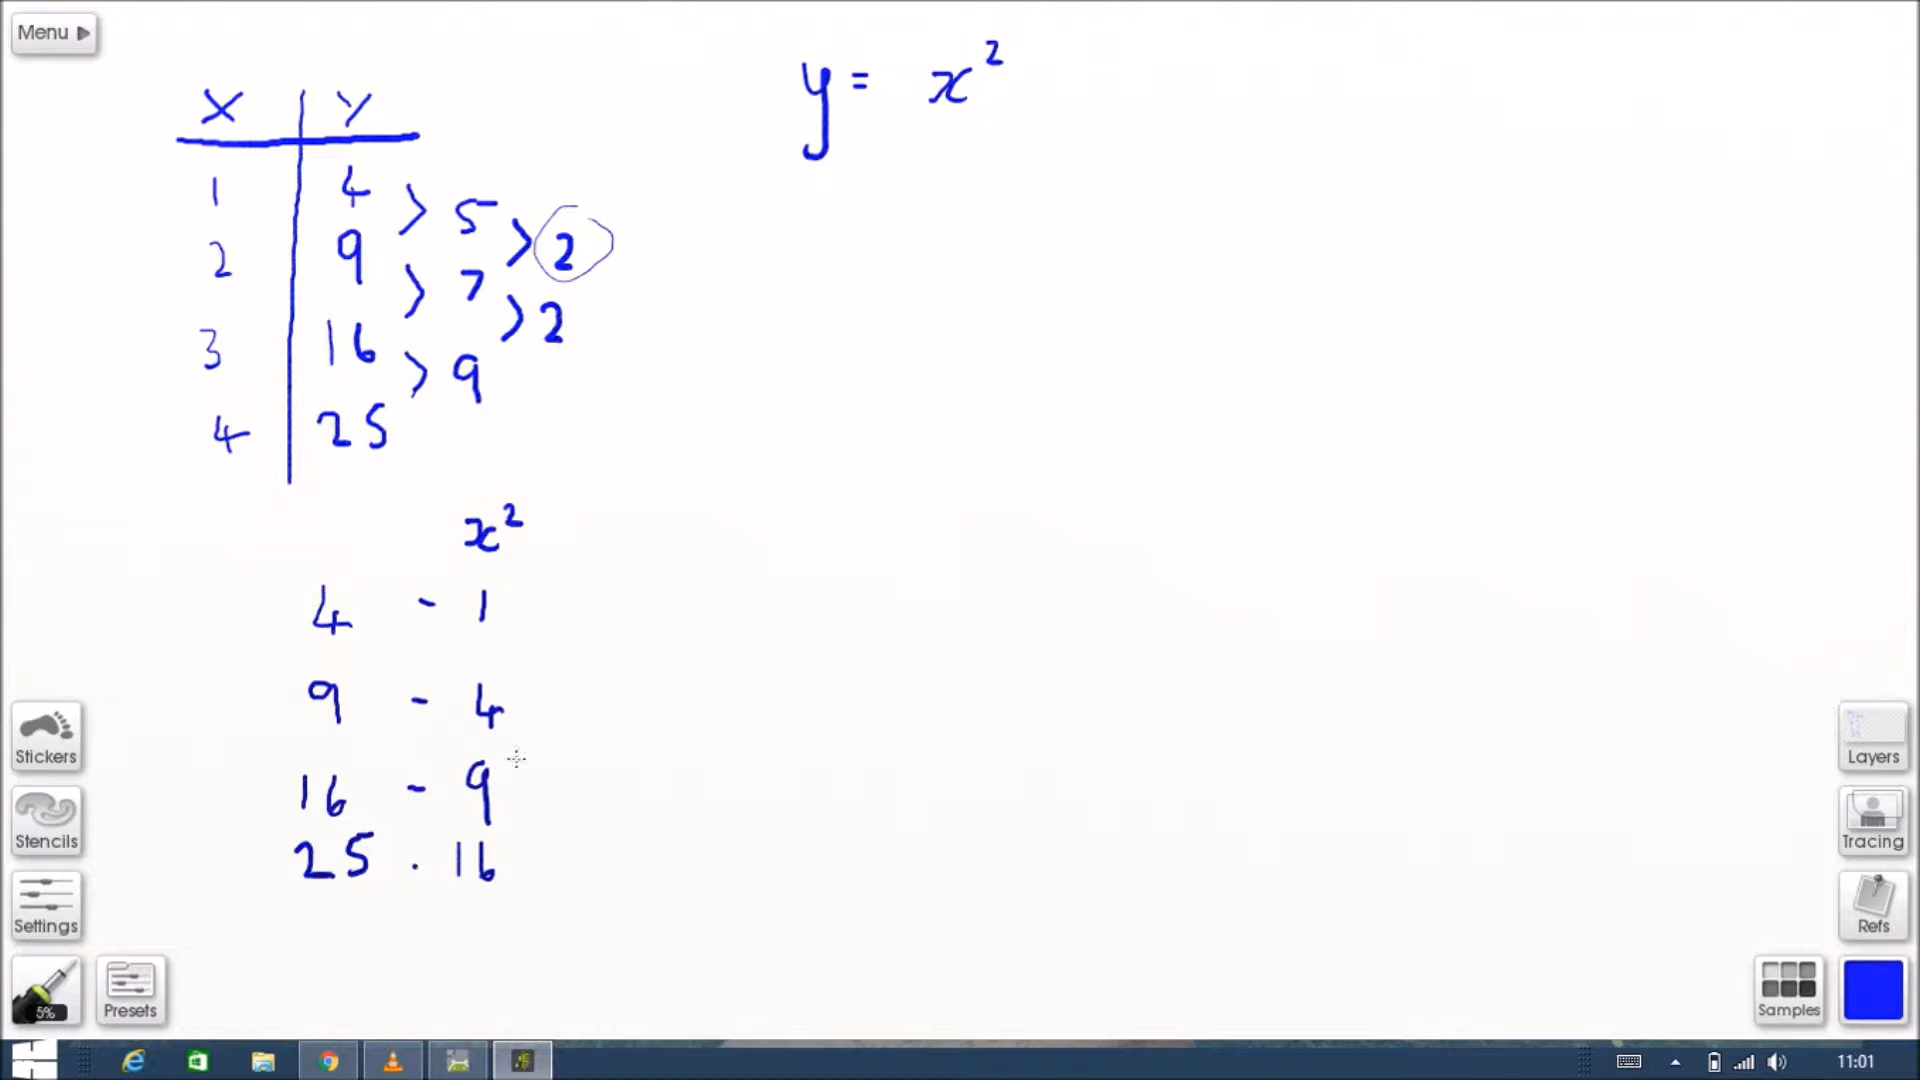 Menu
y = x²
X Y
1 4
> 5
> 2
2 9
> 7
> 2
3 16
> 9
4 25
x²
4 - 1
9 - 4
16 - 9
25 . 16
Stickers
Stencils
Settings
5%
Presets
Layers
Tracing
Refs
Samples
11:01